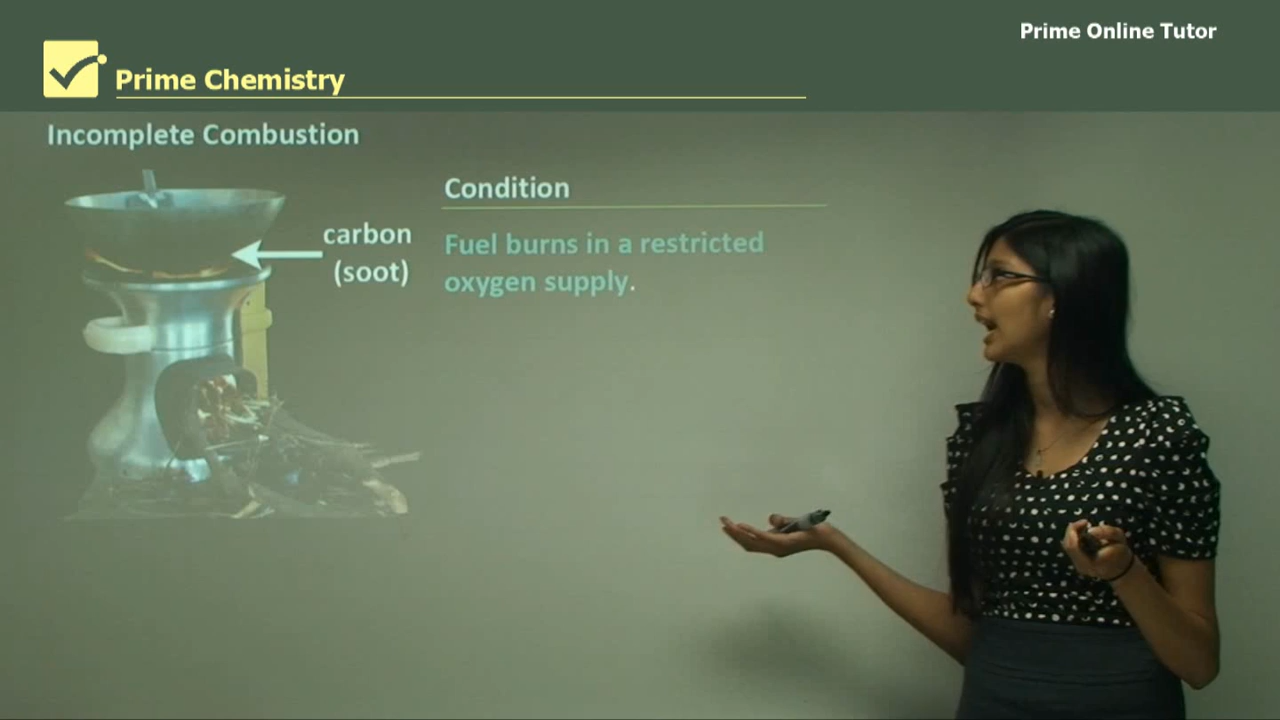 Prime Online Tutor
Prime Chemistry
Incomplete Combustion
Condition
carbon
(soot)
Fuel burns in a restricted
oxygen supply.